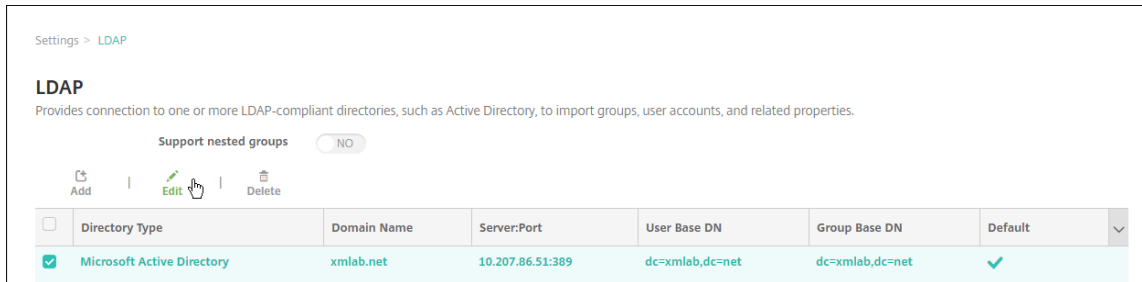 Settings > LDAP
LDAP
Provides connection to one or more LDAP-compliant directories, such as Active Directory, to import groups, user accounts, and related properties.
Support nested groups NO
Add | Edit | Delete
Directory Type Domain Name Server:Port User Base DN Group Base DN Default
Microsoft Active Directory xmlab.net 10.207.86.51:389 dc=xmlab,dc=net dc=xmlab,dc=net